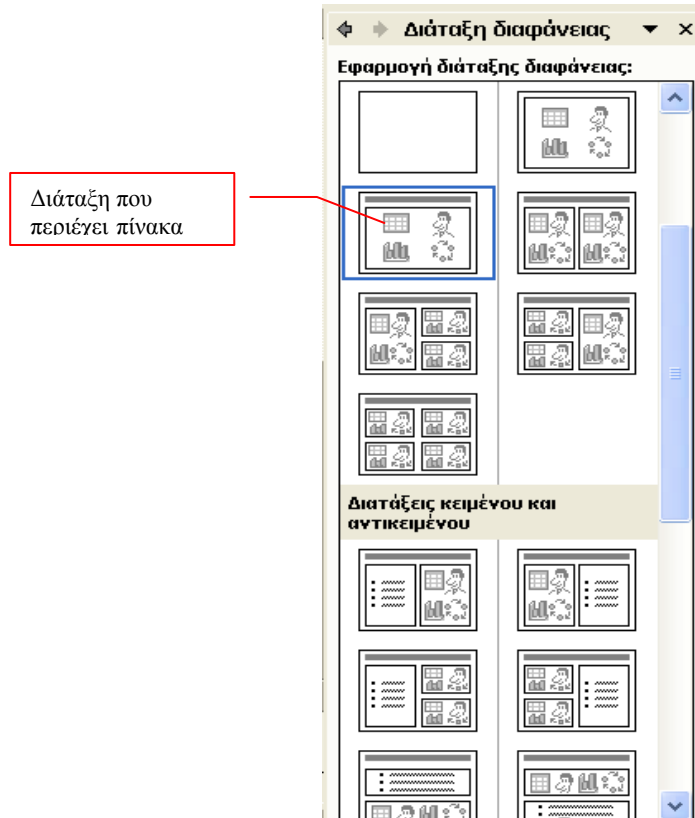 Διάταξη διαφάνειας
Εφαρμογή διάταξης διαφάνειας:
Διάταξη που
περιέχει πίνακα
Διατάξεις κειμένου και
αντικειμένου